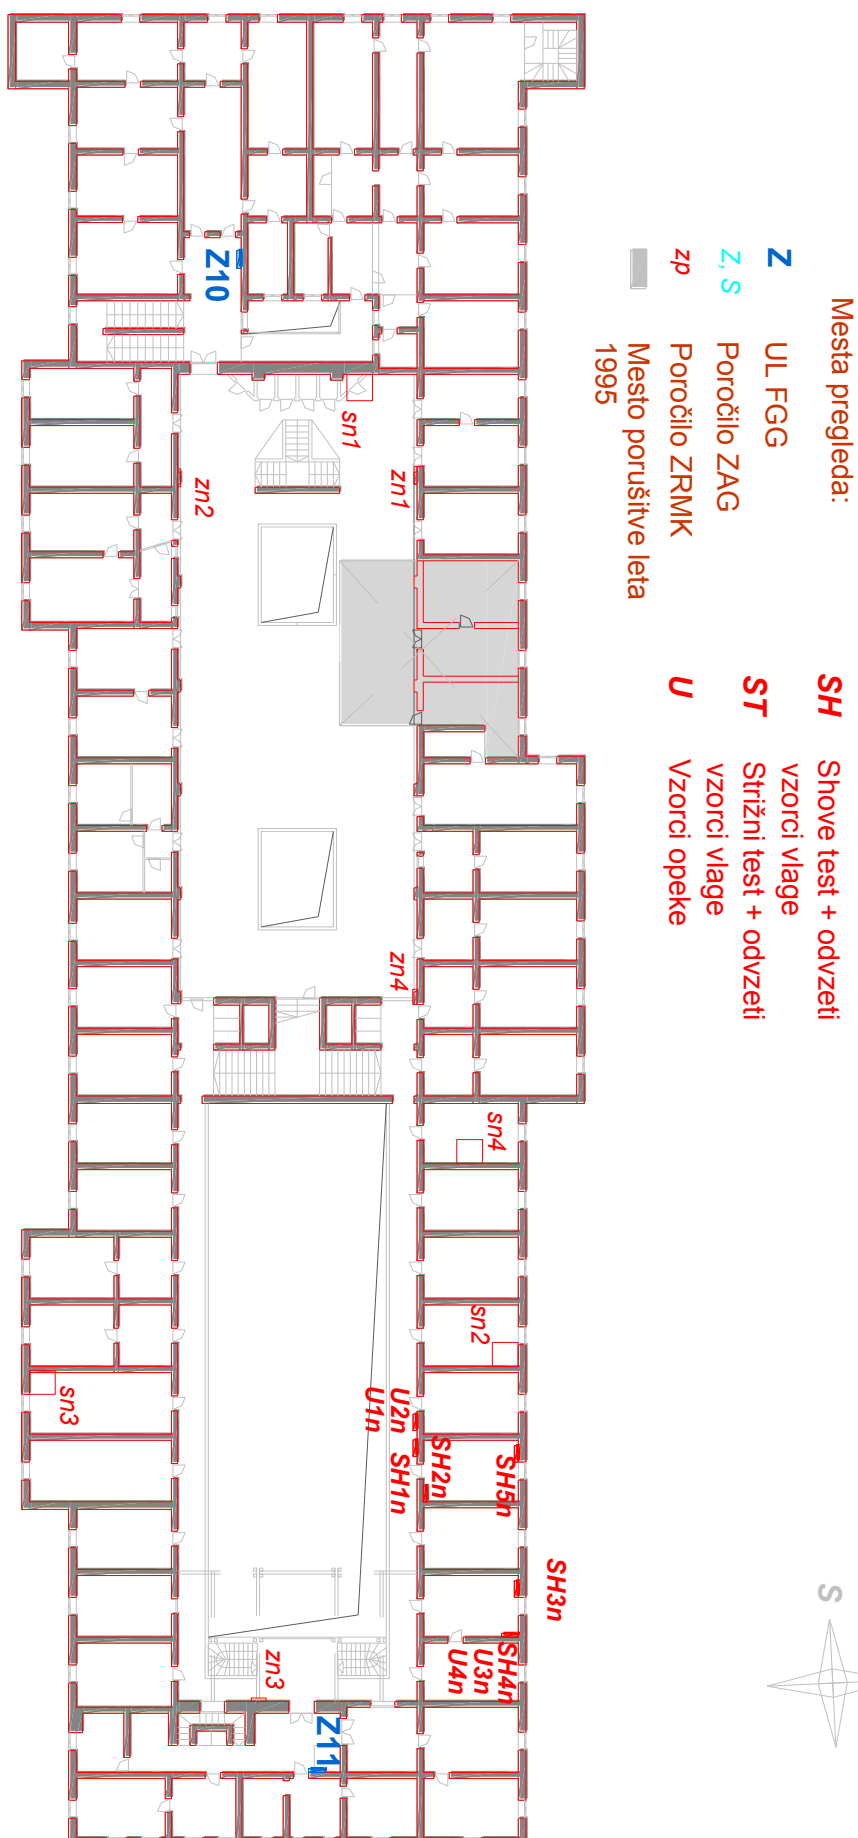 Mesta pregleda:
Z UL FGG
Z, S Poročilo ZAG
zp Poročilo ZRMK
Mesto porušitve leta
1995
SH Shove test + odvzeti
vzorci vlage
ST Strižni test + odvzeti
vzorci vlage
U Vzorci opeke
S
Z10
sn1
zn1
zn2
zn4
sn4
sn2
sn3
U2n
U1n
SH2n
SH1n
SH5n
SH3n
SH4n
U3n
U4n
zn3
Z11